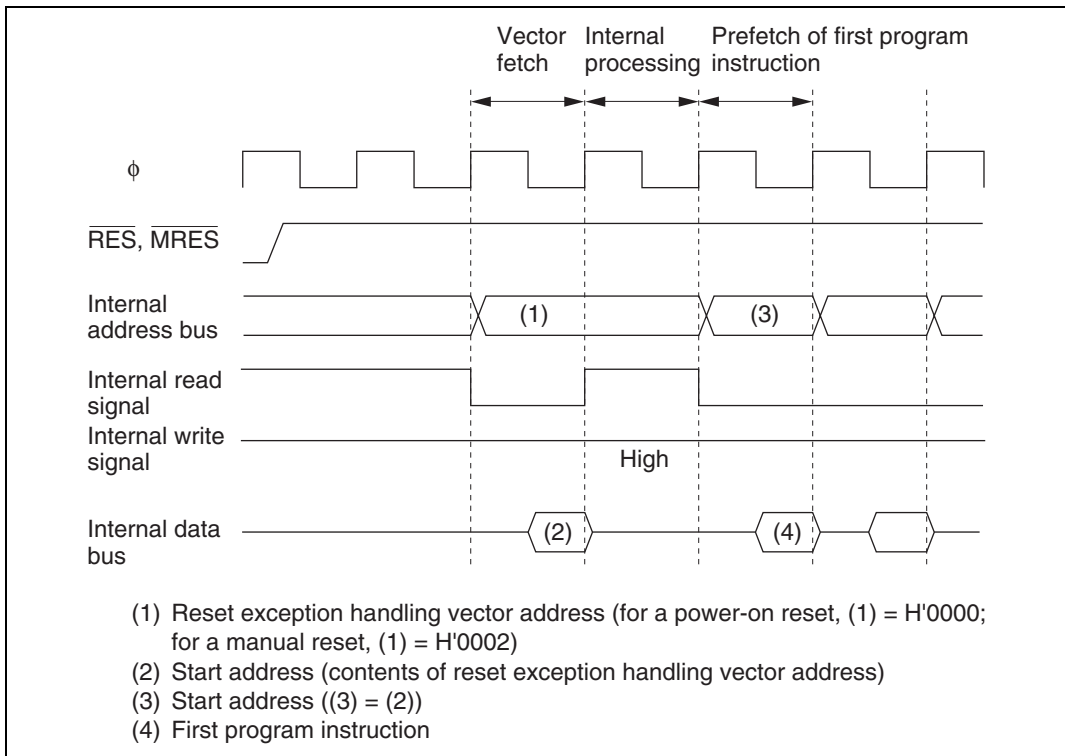 Vector fetch
Internal processing
Prefetch of first program instruction
ϕ
RES, MRES
Internal address bus
(1)
(3)
Internal read signal
Internal write signal
High
Internal data bus
(2)
(4)
(1) Reset exception handling vector address (for a power-on reset, (1) = H'0000;
for a manual reset, (1) = H'0002)
(2) Start address (contents of reset exception handling vector address)
(3) Start address ((3) = (2))
(4) First program instruction